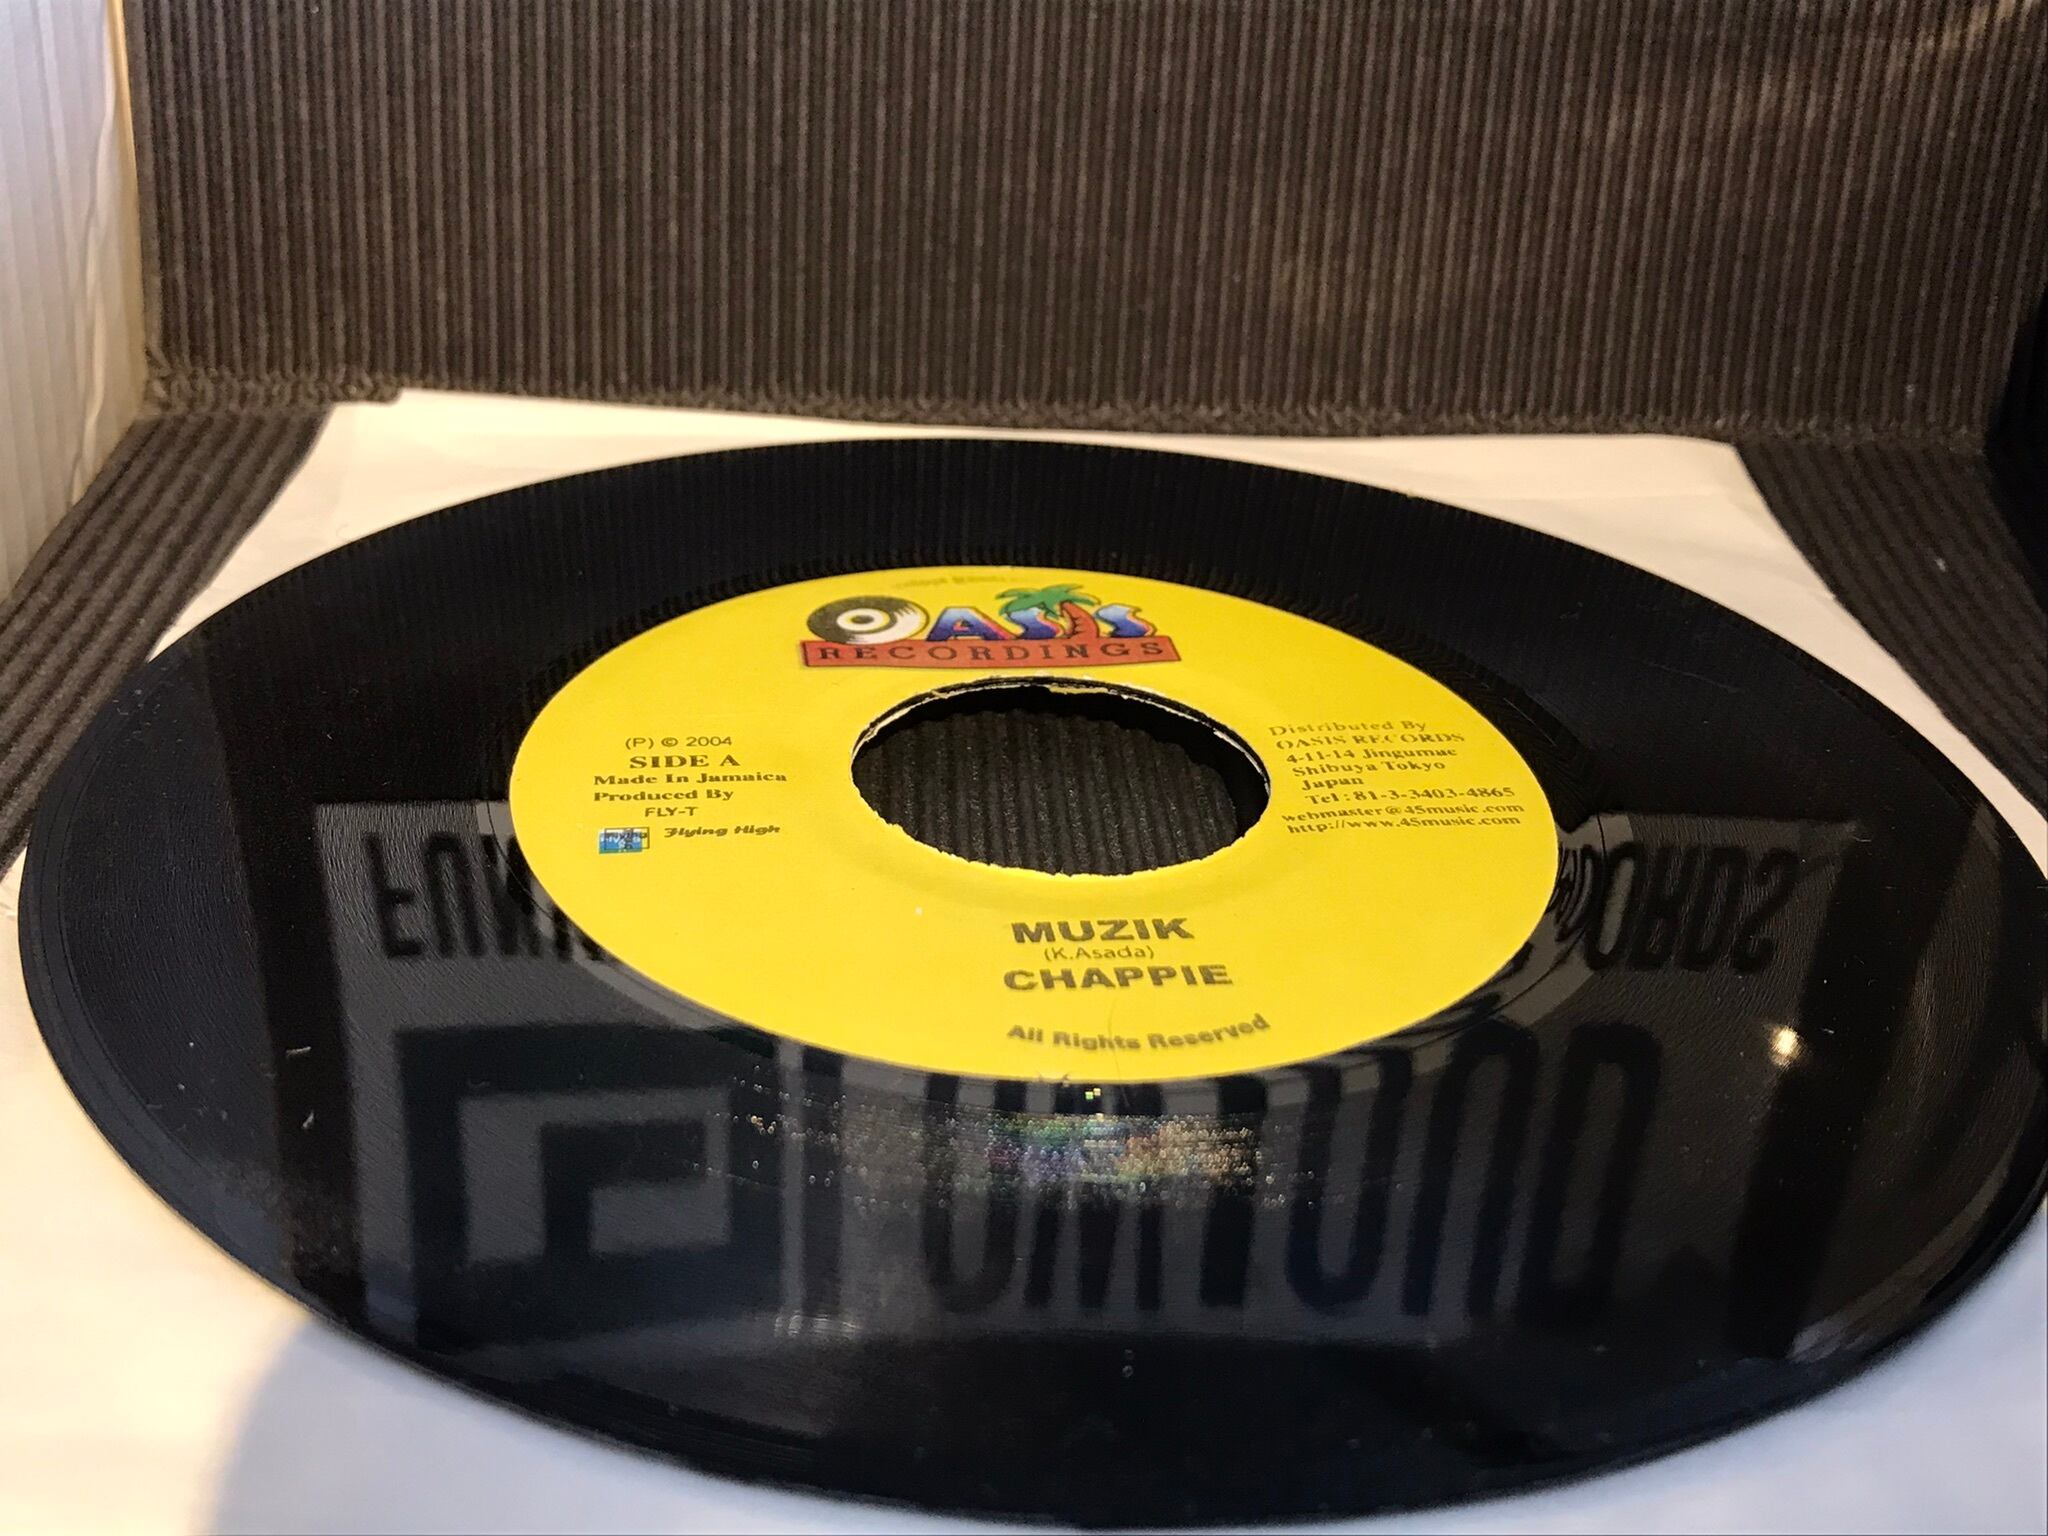 OASIS
RECORDINGS
(P) © 2004
SIDE A
Made In Jamaica
Produced By
FLY-T
Flying High
Distributed By
OASIS RECORDS
4-11-14 Jingumae
Shibuya Tokyo
Japan
Tel : 81-3-3403-4865
webmaster@45music.com
http://www.45music.com
MUZIK
(K.Asada)
CHAPPIE
All Rights Reserved